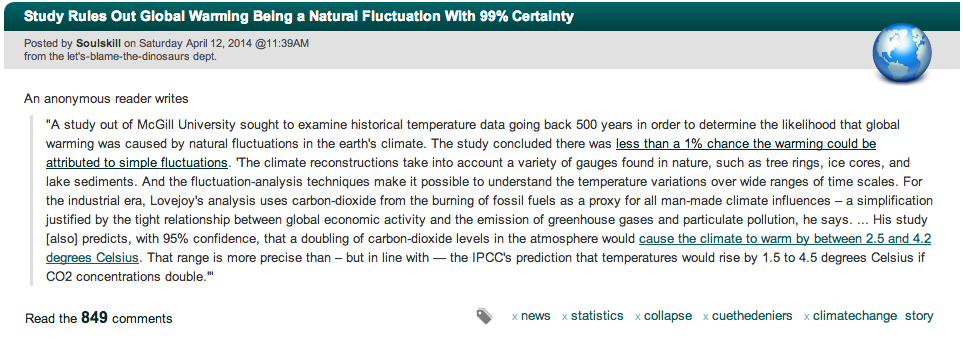 Study Rules Out Global Warming Being a Natural Fluctuation With 99% Certainty
Posted by Soulskill on Saturday April 12, 2014 @11:39AM
from the let's-blame-the-dinosaurs dept.
An anonymous reader writes
"A study out of McGill University sought to examine historical temperature data going back 500 years in order to determine the likelihood that global
warming was caused by natural fluctuations in the earth's climate. The study concluded there was less than a 1% chance the warming could be
attributed to simple fluctuations. 'The climate reconstructions take into account a variety of gauges found in nature, such as tree rings, ice cores, and
lake sediments. And the fluctuation-analysis techniques make it possible to understand the temperature variations over wide ranges of time scales. For
the industrial era, Lovejoy's analysis uses carbon-dioxide from the burning of fossil fuels as a proxy for all man-made climate influences – a simplification
justified by the tight relationship between global economic activity and the emission of greenhouse gases and particulate pollution, he says. ... His study
[also] predicts, with 95% confidence, that a doubling of carbon-dioxide levels in the atmosphere would cause the climate to warm by between 2.5 and 4.2
degrees Celsius. That range is more precise than – but in line with — the IPCC's prediction that temperatures would rise by 1.5 to 4.5 degrees Celsius if
CO2 concentrations double.'"
Read the 849 comments x news x statistics x collapse x cuethedeniers x climatechange story